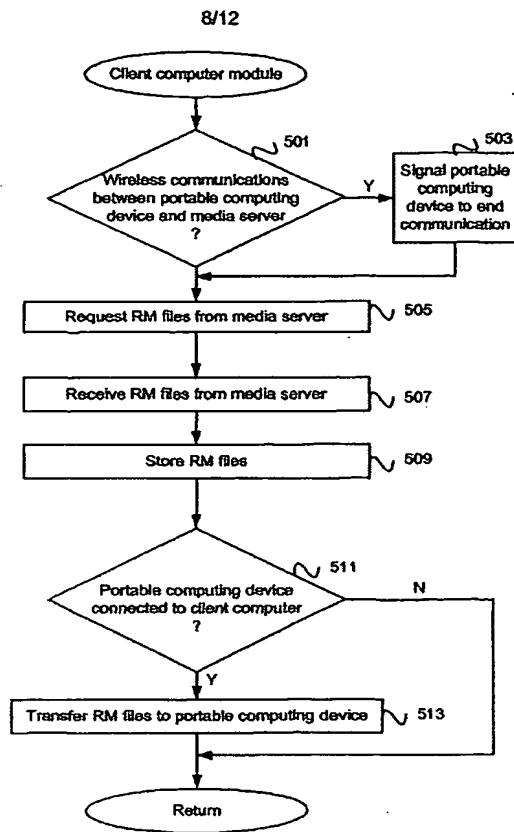 8/12
Client computer module
501
Wireless communications
between portable computing
device and media server
?
Y
503
Signal portable
computing
device to end
communication
Request RM files from media server
505
Receive RM files from media server
507
Store RM files
509
511
Portable computing device
connected to client computer
?
N
Y
Transfer RM files to portable computing device
513
Return